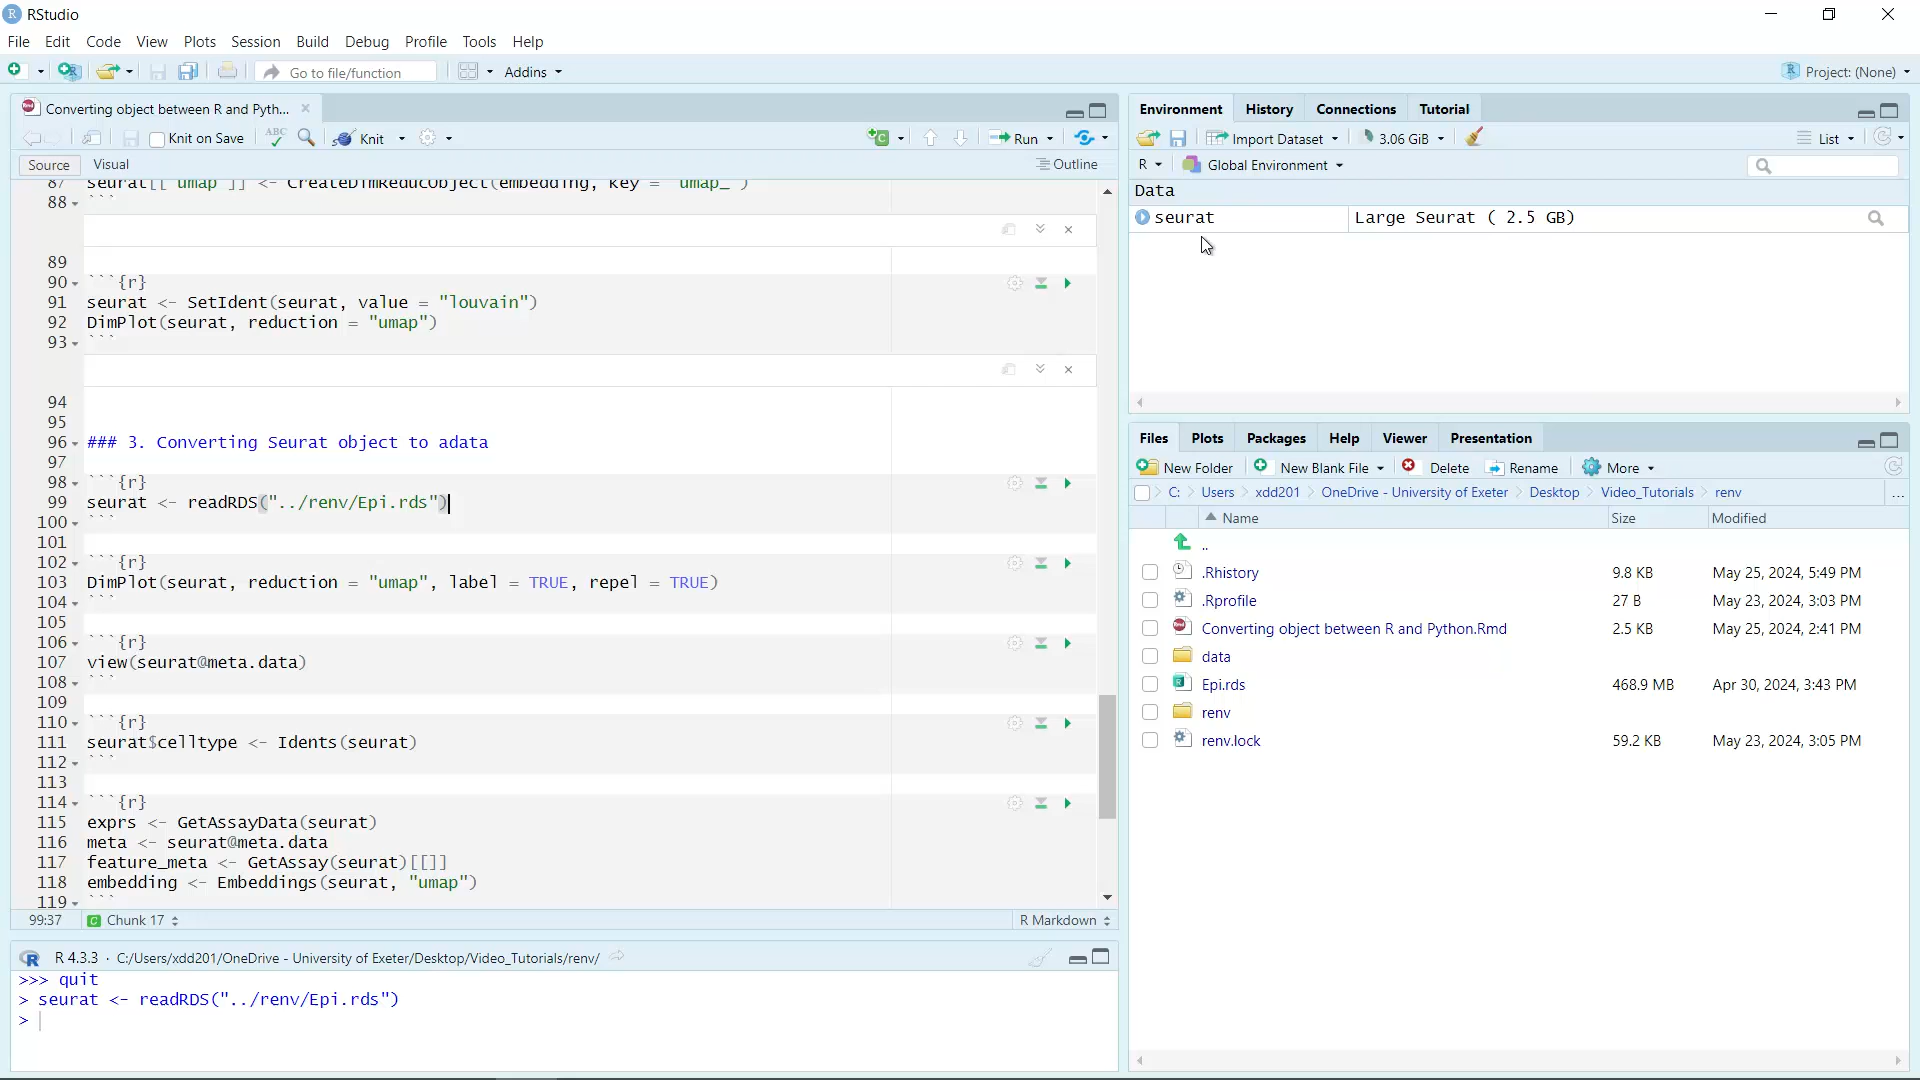 RStudio
File Edit Code View Plots Session Build Debug Profile Tools Help
Go to file/function Addins Project: (None)
Converting object between R and Pyth...
Knit on Save ABC Knit Run
Source Visual Outline
87 seurat[["umap"]] <- CreateDimReducObject(embedding, key = "umap_")
88 ```
89
90 ```{r}
91 seurat <- SetIdent(seurat, value = "louvain")
92 DimPlot(seurat, reduction = "umap")
93 ```
94
95
96 ### 3. Converting Seurat object to adata
97
98 ```{r}
99 seurat <- readRDS("../renv/Epi.rds")
100 ```
101
102 ```{r}
103 DimPlot(seurat, reduction = "umap", label = TRUE, repel = TRUE)
104 ```
105
106 ```{r}
107 view(seurat@meta.data)
108 ```
109
110 ```{r}
111 seurat$celltype <- Idents(seurat)
112 ```
113
114 ```{r}
115 exprs <- GetAssayData(seurat)
116 meta <- seurat@meta.data
117 feature_meta <- GetAssay(seurat)[[]]
118 embedding <- Embeddings(seurat, "umap")
119 ```
99:37 C Chunk 17 R Markdown
R 4.3.3 · C:/Users/xdd201/OneDrive - University of Exeter/Desktop/Video_Tutorials/renv/
>>> quit
> seurat <- readRDS("../renv/Epi.rds")
>
Environment History Connections Tutorial
Import Dataset 3.06 GiB List
R Global Environment
Data
seurat Large Seurat ( 2.5 GB)
Files Plots Packages Help Viewer Presentation
New Folder New Blank File Delete Rename More
C: Users xdd201 OneDrive - University of Exeter Desktop Video_Tutorials renv ...
Name Size Modified
..
.Rhistory 9.8 KB May 25, 2024, 5:49 PM
.Rprofile 27 B May 23, 2024, 3:03 PM
Converting object between R and Python.Rmd 2.5 KB May 25, 2024, 2:41 PM
data
Epi.rds 468.9 MB Apr 30, 2024, 3:43 PM
renv
renv.lock 59.2 KB May 23, 2024, 3:05 PM